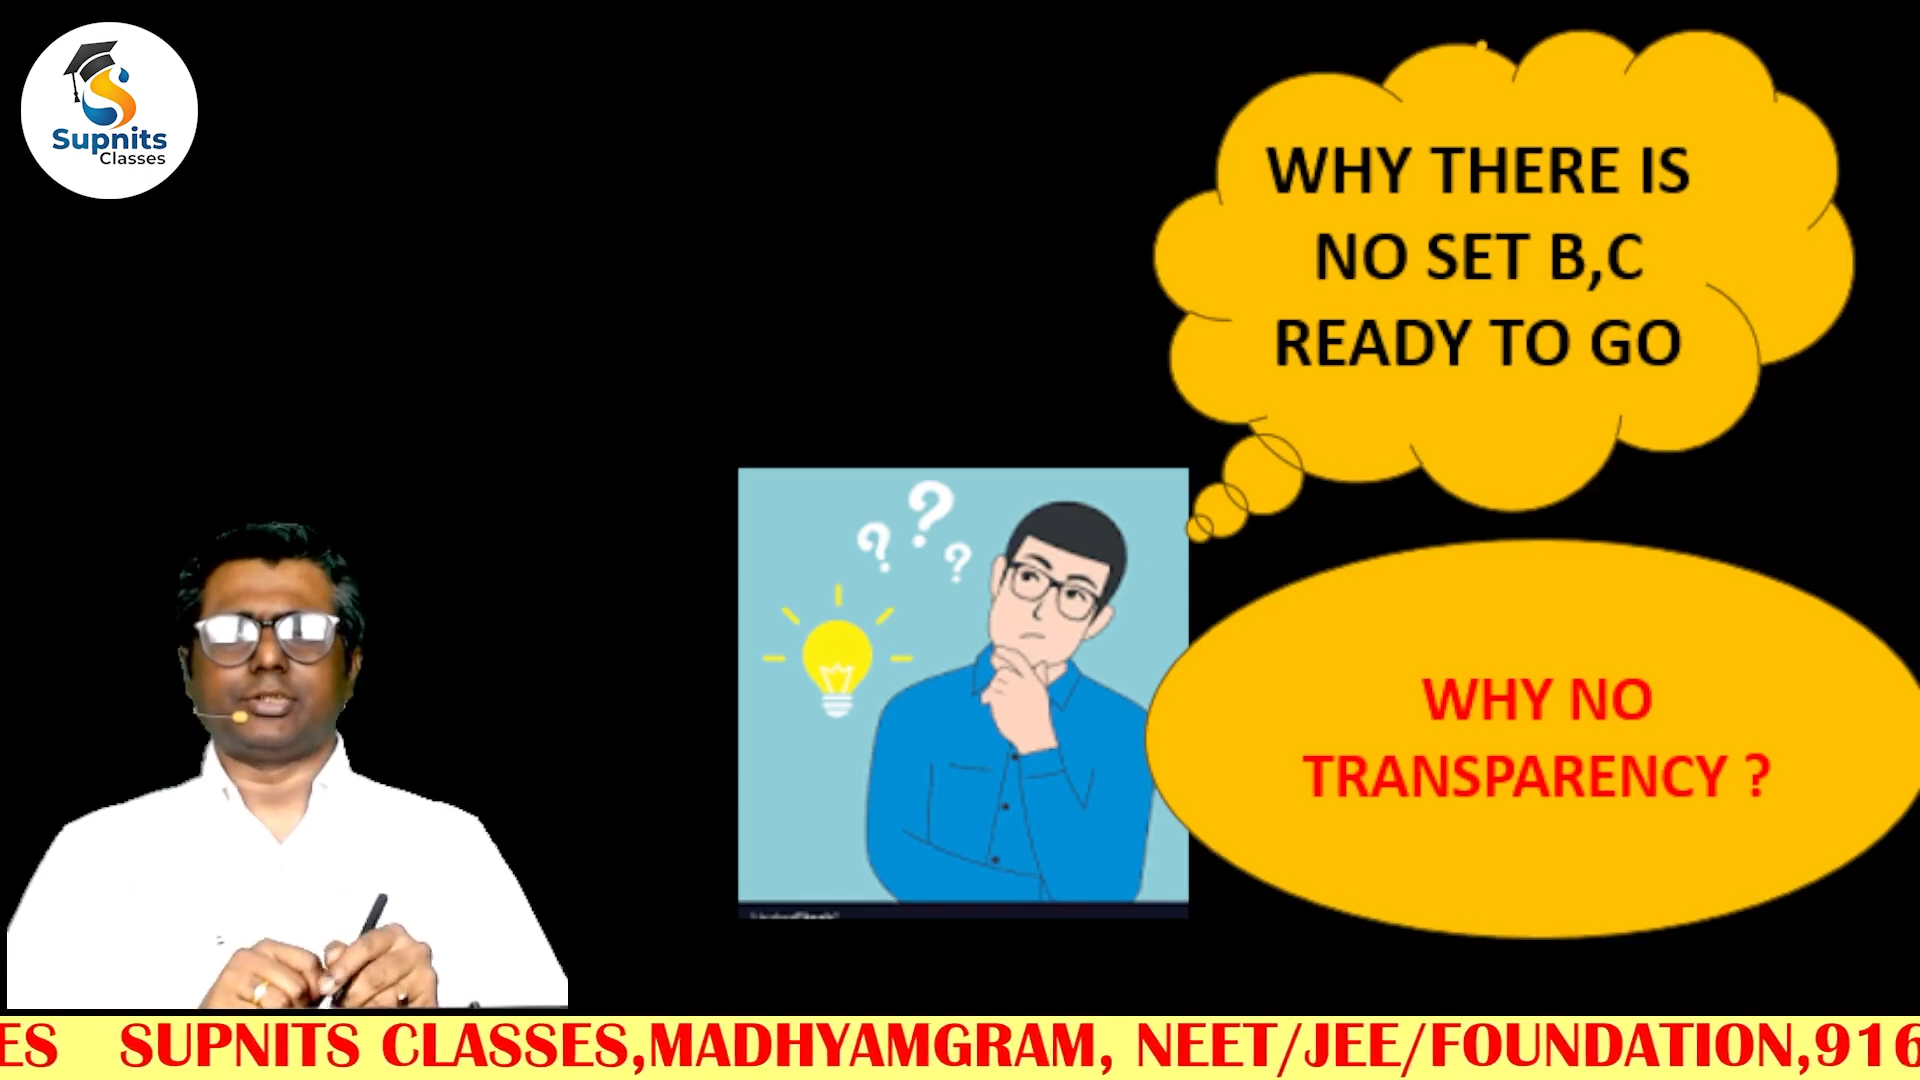 Supnits
Classes
WHY THERE IS
NO SET B,C
READY TO GO
WHY NO
TRANSPARENCY ?
ES SUPNITS CLASSES,MADHYAMGRAM, NEET/JEE/FOUNDATION,916